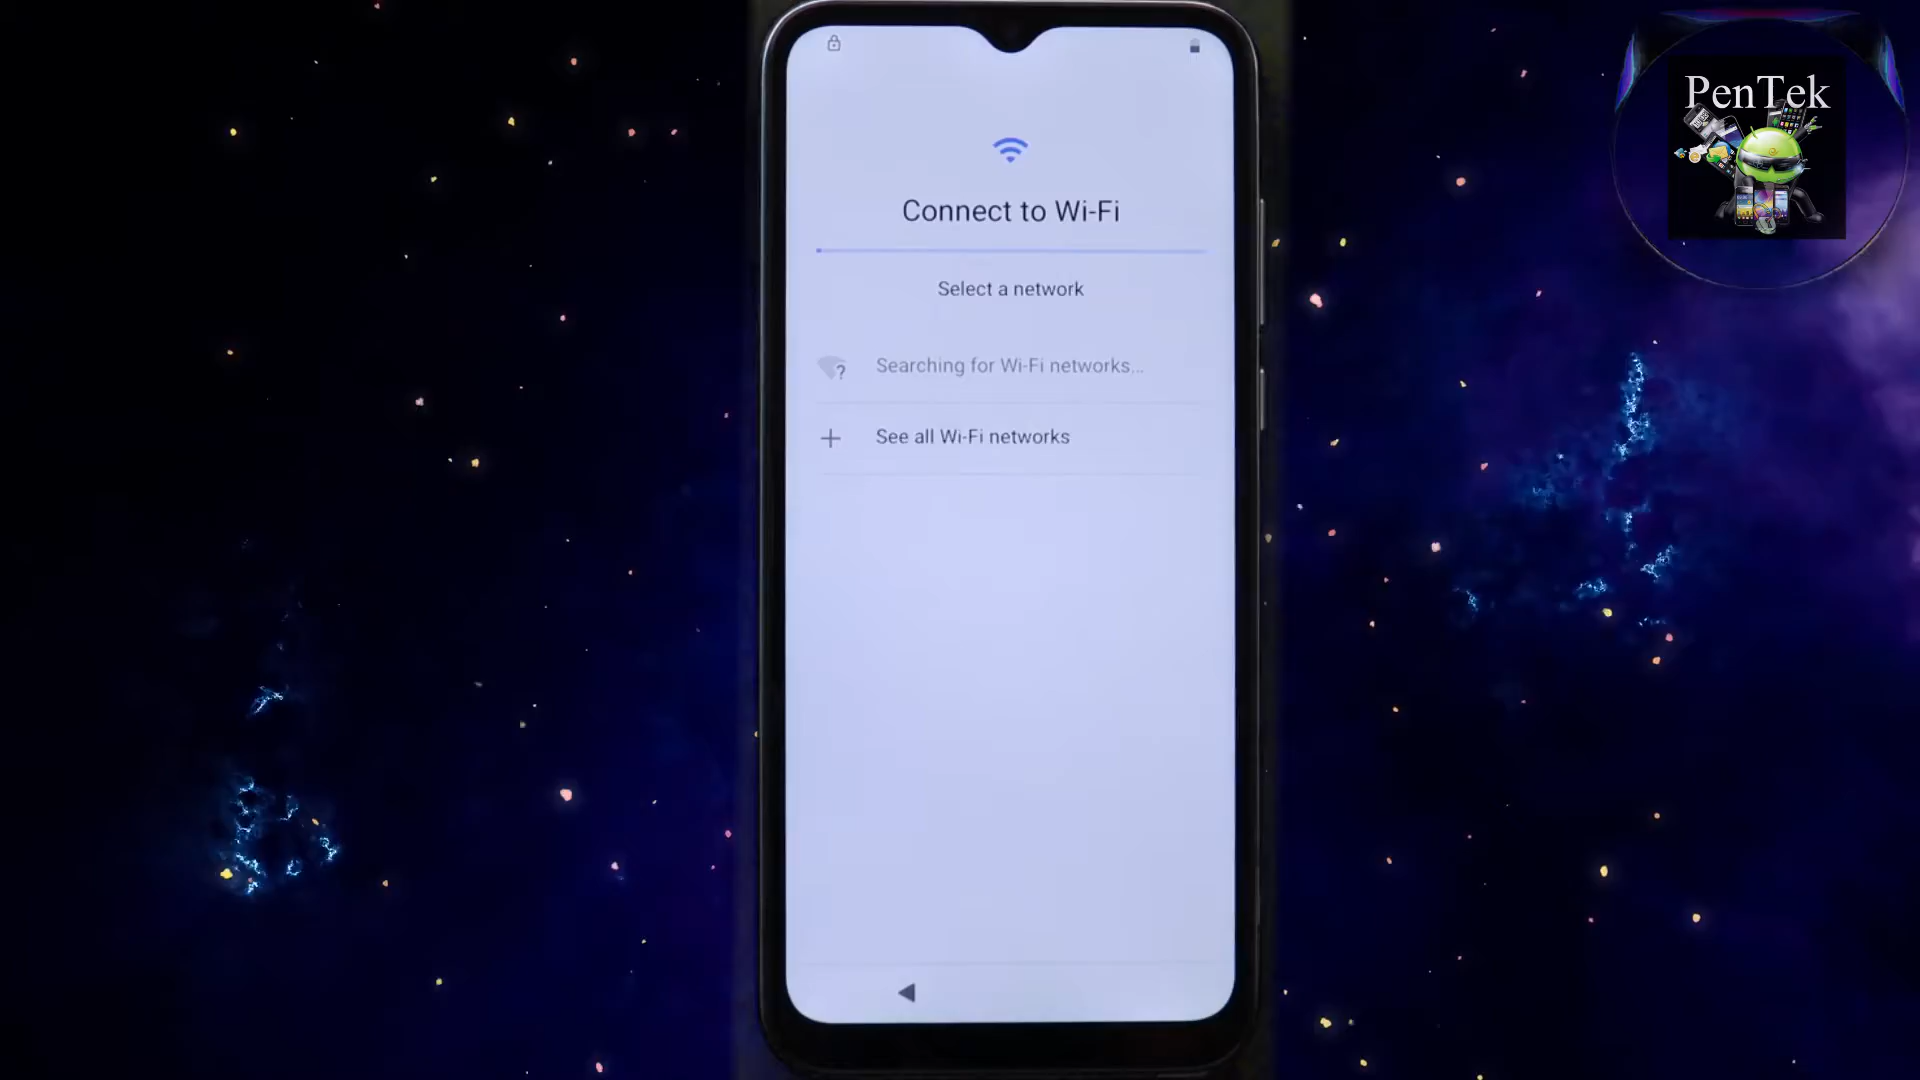 PenTek
Connect to Wi-Fi
Select a network
?
Searching for Wi-Fi networks...
See all Wi-Fi networks